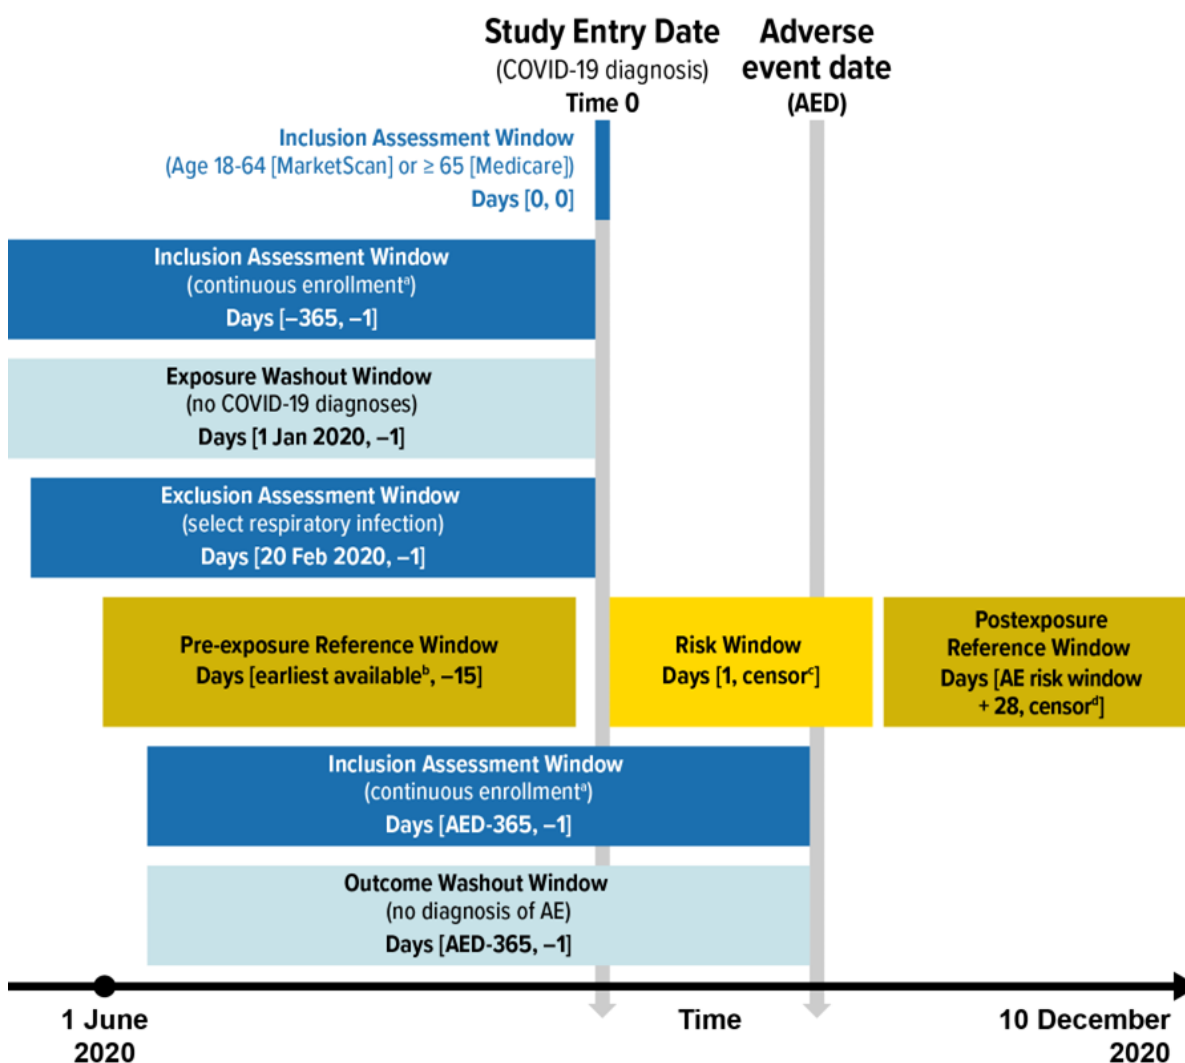 Study Entry Date
(COVID-19 diagnosis)
Time 0
Adverse
event date
(AED)
Inclusion Assessment Window
(Age 18-64 [MarketScan] or ≥ 65 [Medicare])
Days [0, 0]
Inclusion Assessment Window
(continuous enrollmentᵃ)
Days [–365, –1]
Exposure Washout Window
(no COVID-19 diagnoses)
Days [1 Jan 2020, –1]
Exclusion Assessment Window
(select respiratory infection)
Days [20 Feb 2020, –1]
Pre-exposure Reference Window
Days [earliest availableᵇ, –15]
Risk Window
Days [1, censorᶜ]
Postexposure
Reference Window
Days [AE risk window
+ 28, censorᵈ]
Inclusion Assessment Window
(continuous enrollmentᵃ)
Days [AED-365, –1]
Outcome Washout Window
(no diagnosis of AE)
Days [AED-365, –1]
1 June
2020
Time
10 December
2020